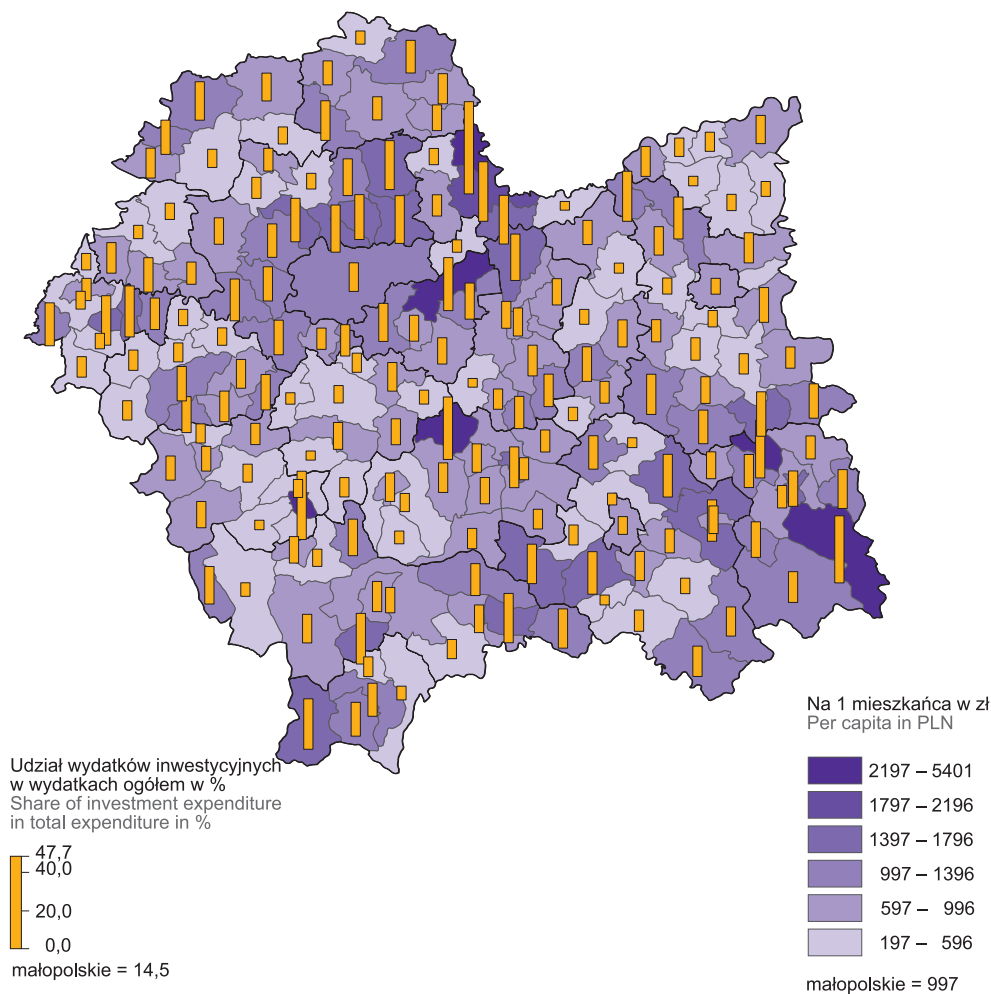 Na 1 mieszkańca w zł
Per capita in PLN
2197 – 5401
1797 – 2196
1397 – 1796
997 – 1396
597 – 996
197 – 596
małopolskie = 997
Udział wydatków inwestycyjnych
w wydatkach ogółem w %
Share of investment expenditure
in total expenditure in %
47,7
40,0
20,0
0,0
małopolskie = 14,5